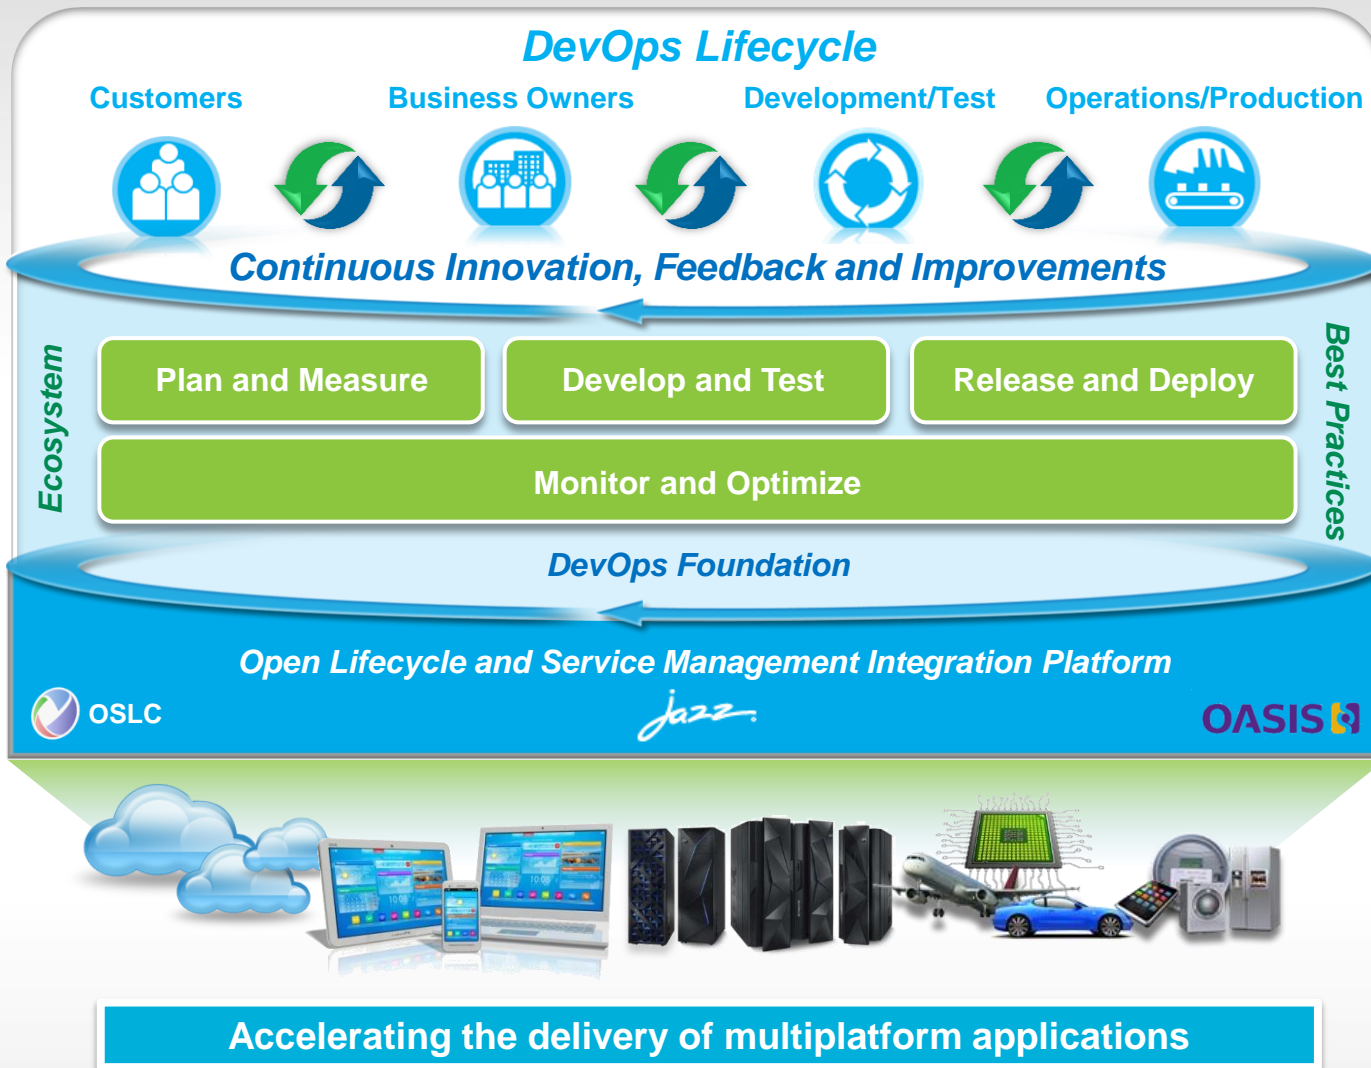 DevOps Lifecycle
Customers
Business Owners
Development/Test
Operations/Production
Continuous Innovation, Feedback and Improvements
Ecosystem
Plan and Measure
Develop and Test
Release and Deploy
Best Practices
Monitor and Optimize
DevOps Foundation
Open Lifecycle and Service Management Integration Platform
OSLC
jazz
OASIS
Accelerating the delivery of multiplatform applications